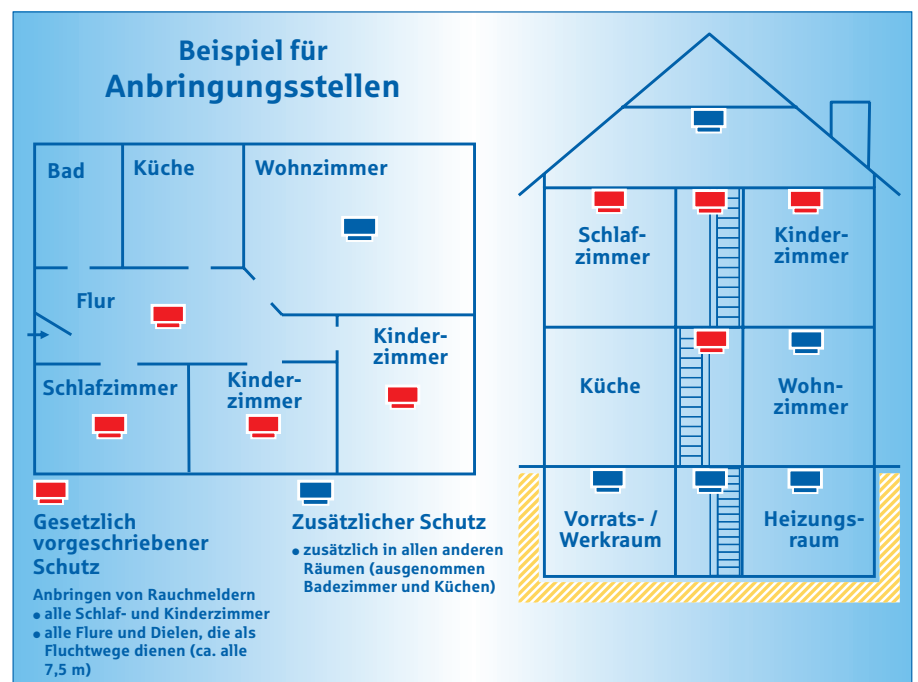 Beispiel für
Anbringungsstellen
Bad
Küche
Wohnzimmer
Flur
Kinder-
zimmer
Schlafzimmer
Kinder-
zimmer
Gesetzlich
vorgeschriebener
Schutz
Anbringen von Rauchmeldern
• alle Schlaf- und Kinderzimmer
• alle Flure und Dielen, die als
Fluchtwege dienen (ca. alle
7,5 m)
Zusätzlicher Schutz
• zusätzlich in allen anderen
Räumen (ausgenommen
Badezimmer und Küchen)
Schlaf-
zimmer
Kinder-
zimmer
Küche
Wohn-
zimmer
Vorrats- /
Werkraum
Heizungs-
raum